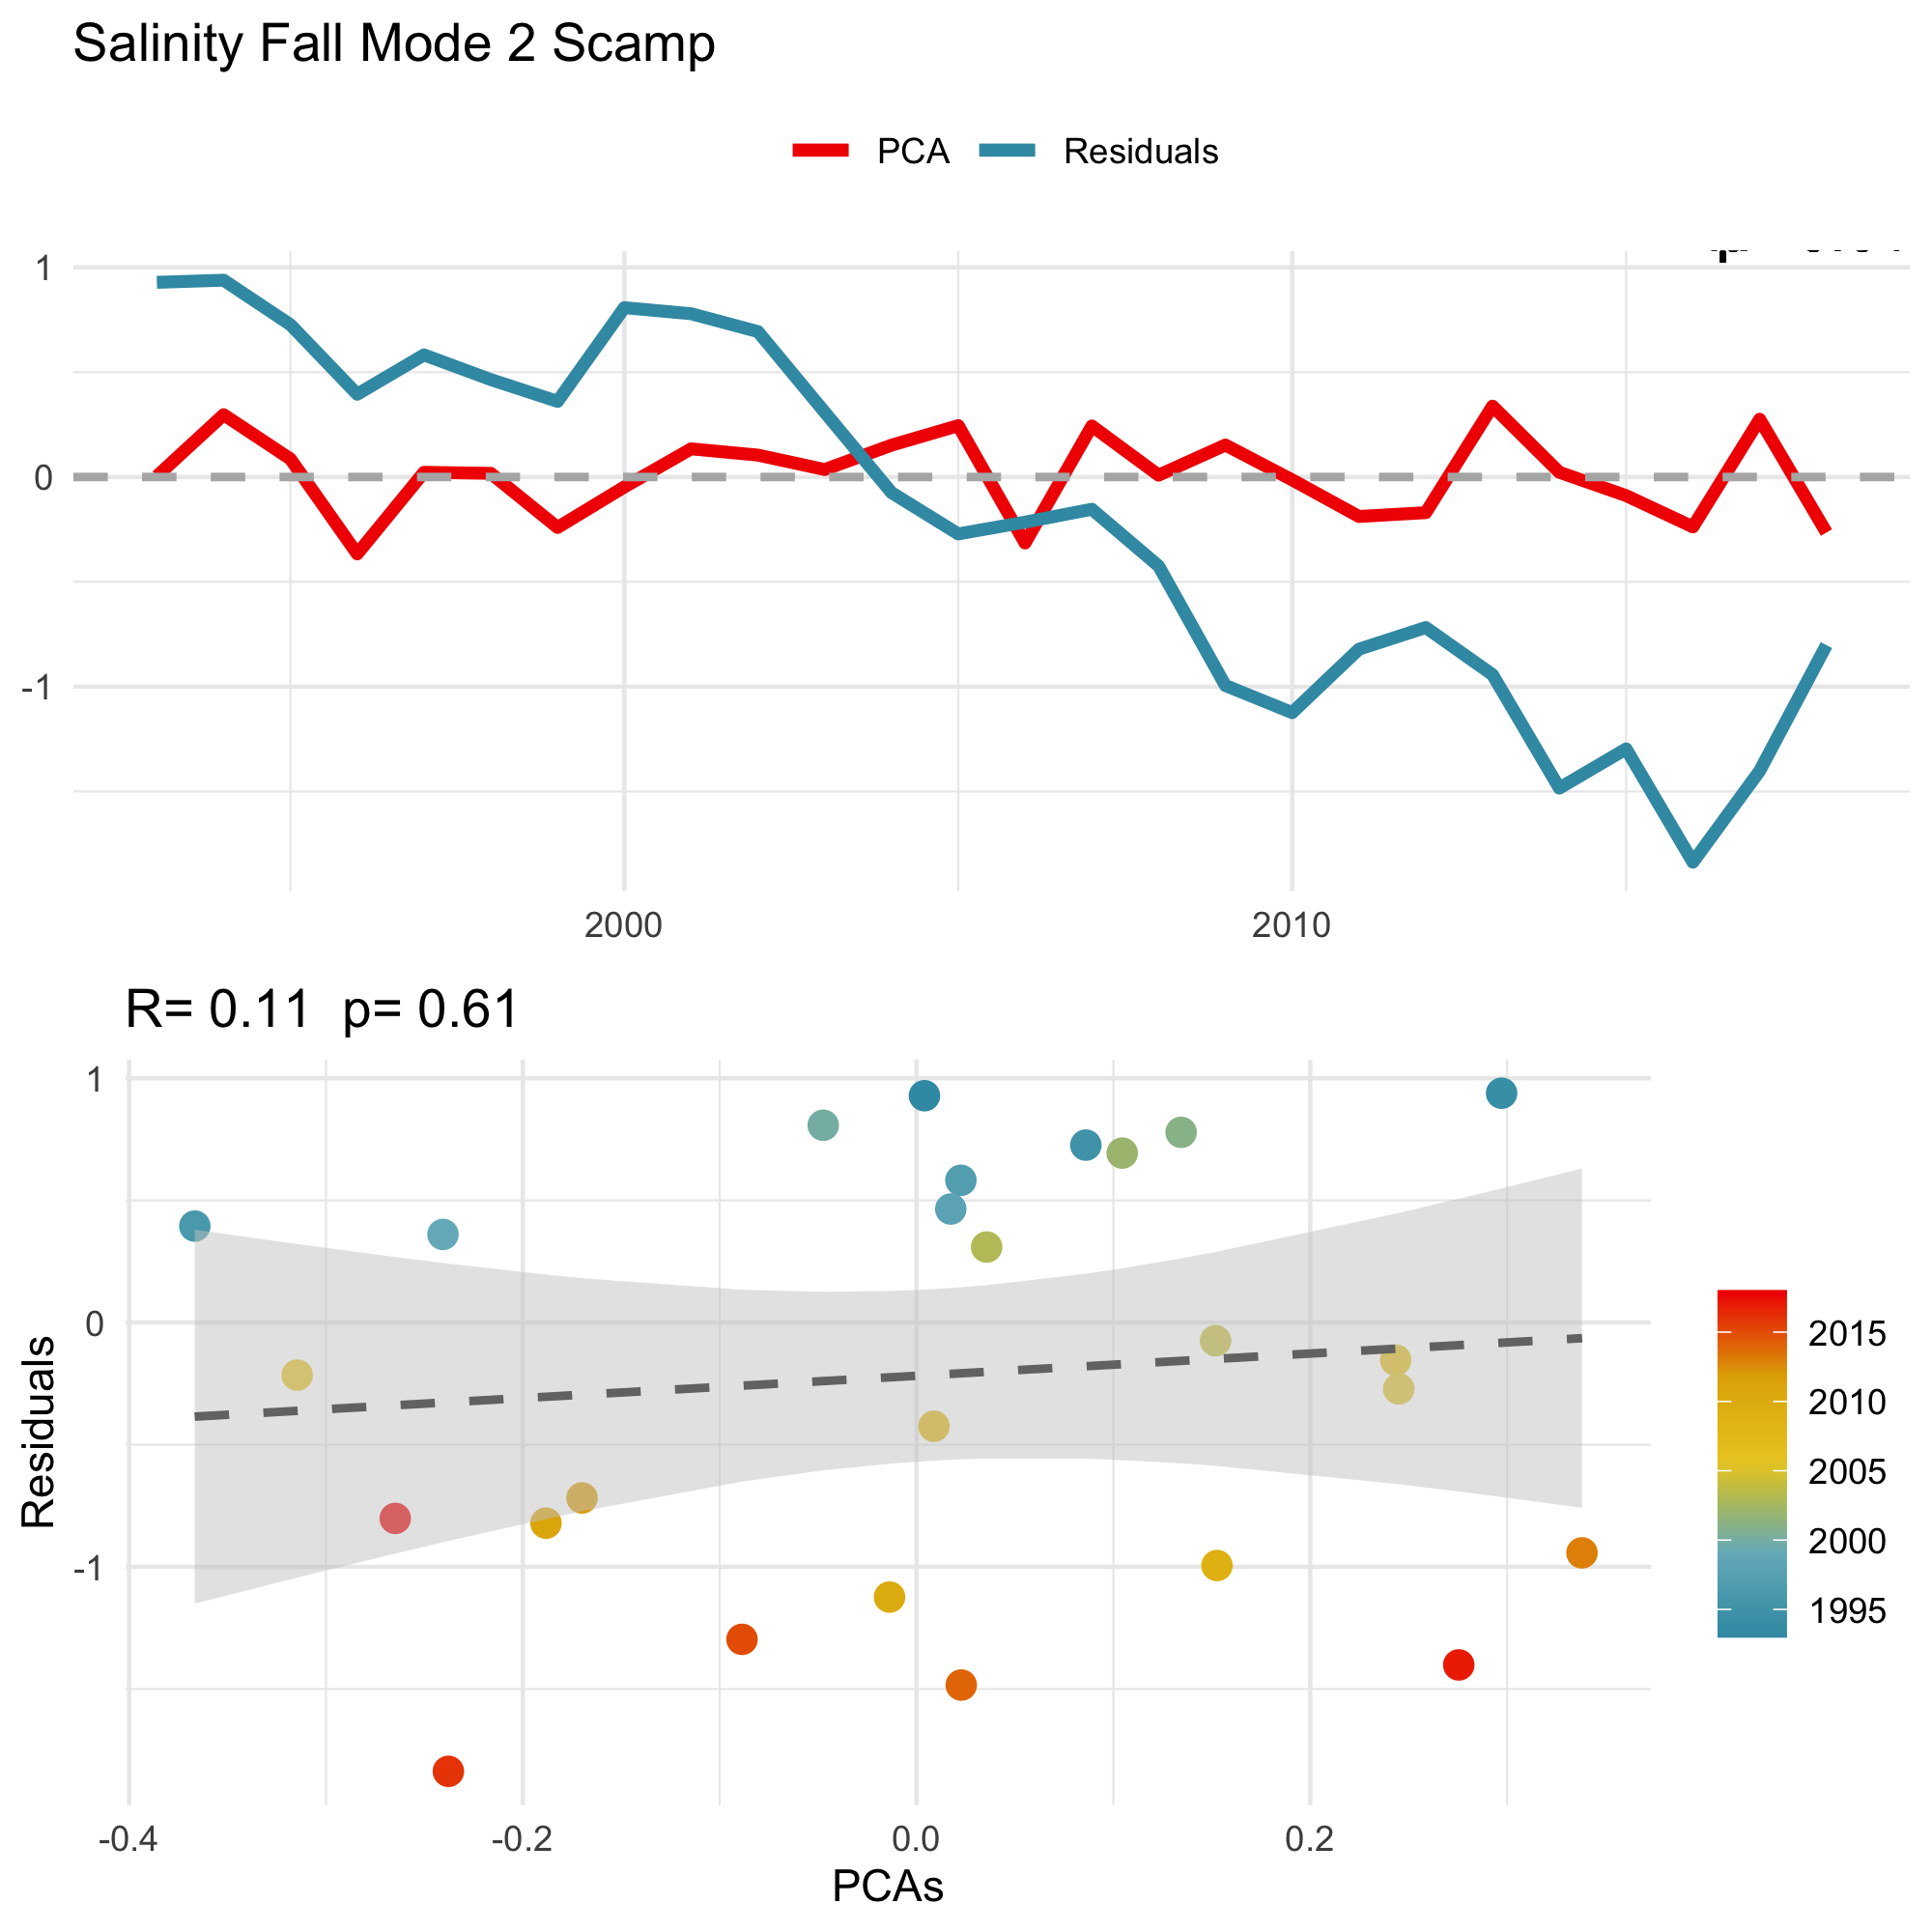 Salinity Fall Mode 2 Scamp
PCA Residuals
1
0
-1
2000 2010
R= 0.11 p= 0.61
1
0
-1
Residuals
-0.4 -0.2 0.0 0.2
PCAs
2015
2010
2005
2000
1995